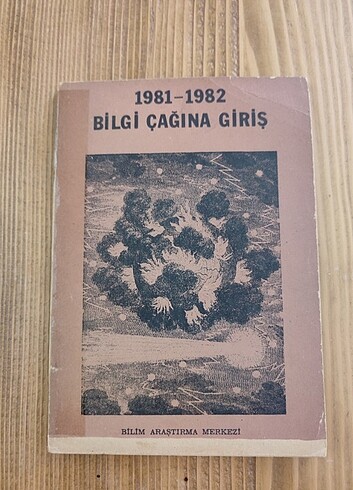 1981-1982
BİLGİ ÇAĞINA GİRİŞ
BİLİM ARAŞTIRMA MERKEZİ